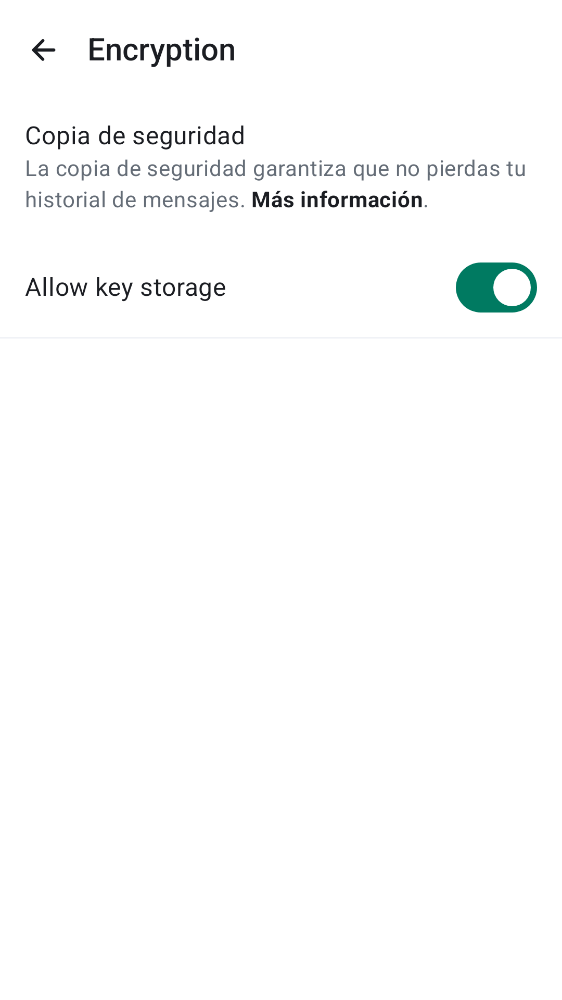 Encryption
Copia de seguridad
La copia de seguridad garantiza que no pierdas tu
historial de mensajes. Más información.
Allow key storage